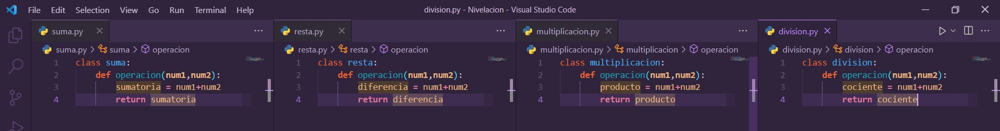 File Edit Selection View Go Run Terminal Help division.py - Nivelacion - Visual Studio Code
suma.py
suma.py > suma > operacion
1 class suma:
2 def operacion(num1,num2):
3 sumatoria = num1+num2
4 return sumatoria
resta.py
resta.py > resta > operacion
1 class resta:
2 def operacion(num1,num2):
3 diferencia = num1+num2
4 return diferencia
multiplicacion.py
multiplicacion.py > multiplicacion > operacion
1 class multiplicacion:
2 def operacion(num1,num2):
3 producto = num1+num2
4 return producto
division.py
division.py > division > operacion
1 class division:
2 def operacion(num1,num2):
3 cociente = num1+num2
4 return cociente